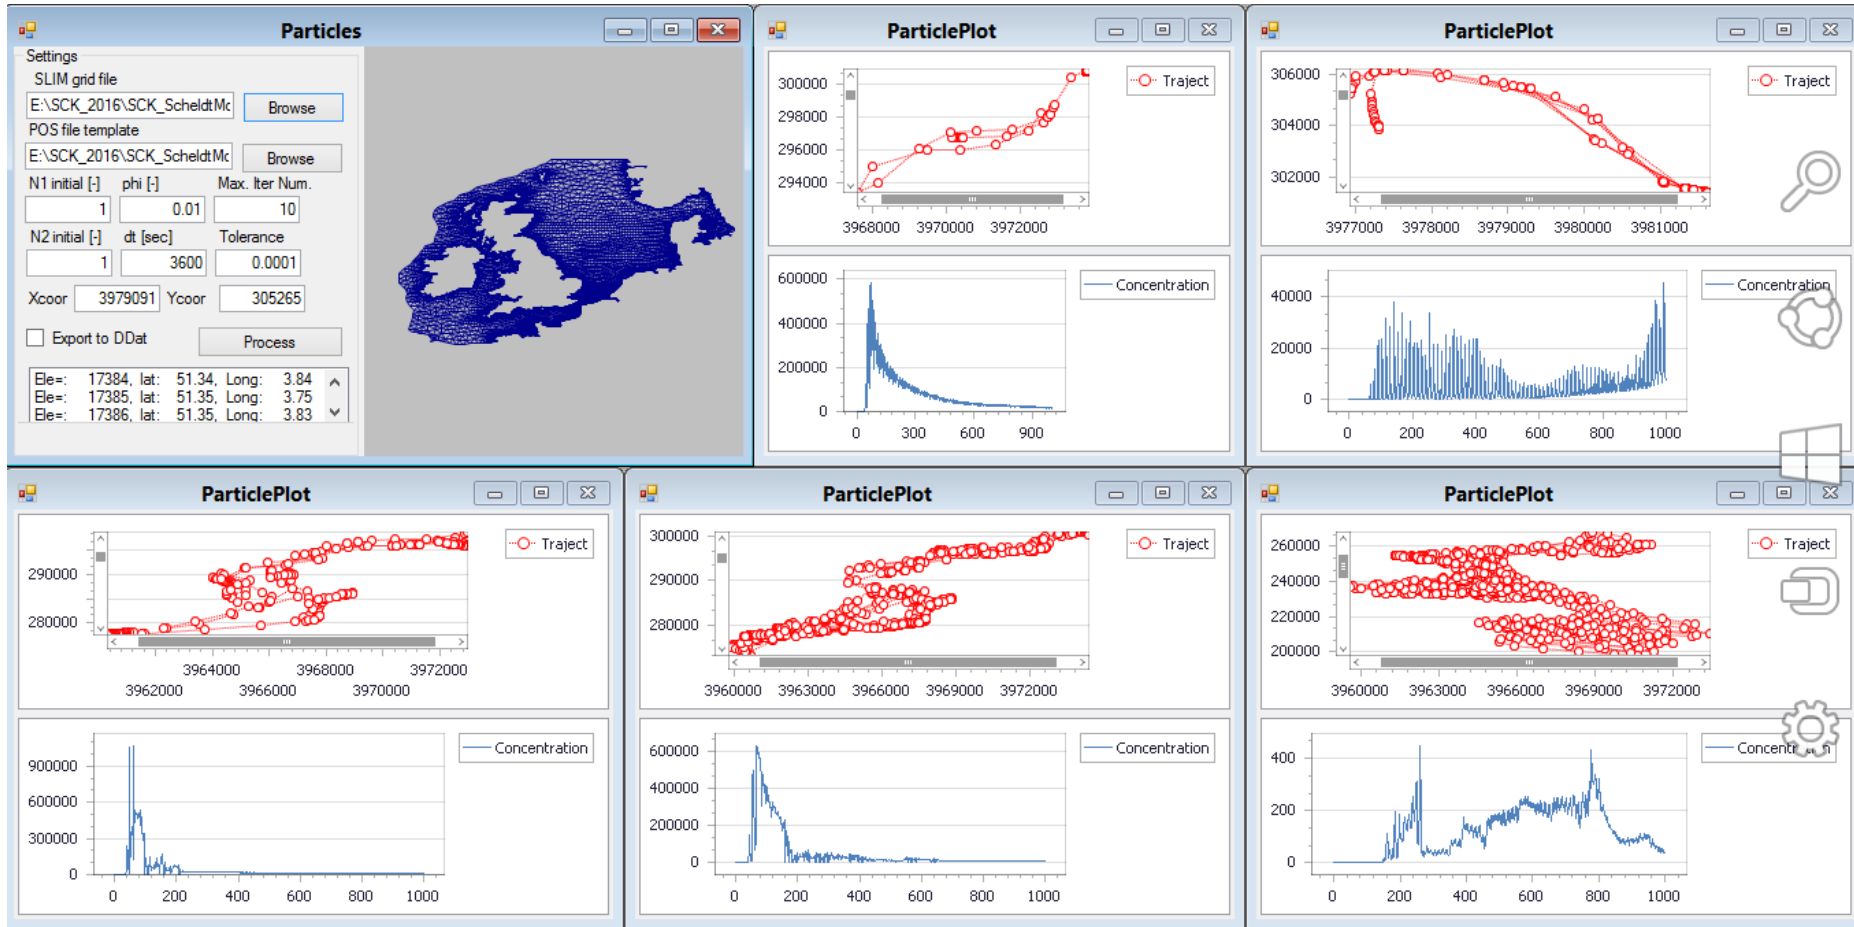 Particles
Settings
SLIM grid file
E:\SCK_2016\SCK_ScheldtMc
Browse
POS file template
E:\SCK_2016\SCK_ScheldtMc
Browse
N1 initial [-] phi [-] Max. Iter Num.
1 0.01 10
N2 initial [-] dt [sec] Tolerance
1 3600 0.0001
Xcoor 3979091 Ycoor 305265
Export to DDat Process
Ele=: 17384, lat: 51.34, Long: 3.84
Ele=: 17385, lat: 51.35, Long: 3.75
Ele=: 17386, lat: 51.35, Long: 3.83
ParticlePlot
Traject
300000
298000
296000
294000
3968000 3970000 3972000
Concentration
600000
400000
200000
0
0 300 600 900
ParticlePlot
Traject
306000
304000
302000
3977000 3978000 3979000 3980000 3981000
Concentration
40000
20000
0
0 200 400 600 800 1000
ParticlePlot
Traject
290000
280000
3964000 3968000 3972000
3962000 3966000 3970000
Concentration
900000
600000
300000
0
0 200 400 600 800 1000
ParticlePlot
Traject
300000
290000
280000
3960000 3963000 3966000 3969000 3972000
Concentration
600000
400000
200000
0
0 200 400 600 800 1000
ParticlePlot
Traject
260000
240000
220000
200000
3960000 3963000 3966000 3969000 3972000
Concentration
400
200
0
0 200 400 600 800 1000